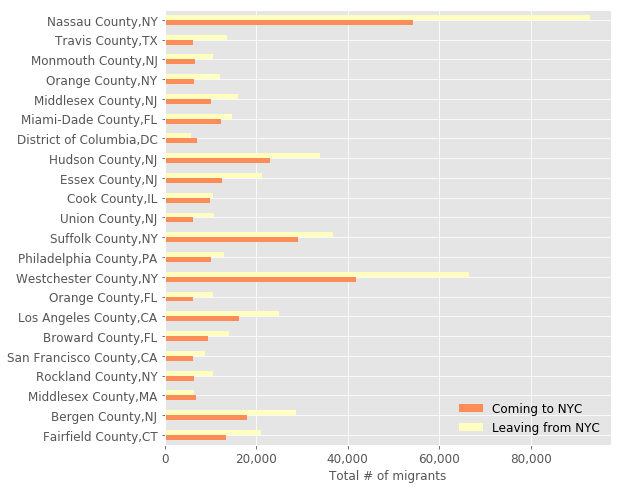 Nassau County,NY
Travis County,TX
Monmouth County,NJ
Orange County,NY
Middlesex County,NJ
Miami-Dade County,FL
District of Columbia,DC
Hudson County,NJ
Essex County,NJ
Cook County,IL
Union County,NJ
Suffolk County,NY
Philadelphia County,PA
Westchester County,NY
Orange County,FL
Los Angeles County,CA
Broward County,FL
San Francisco County,CA
Rockland County,NY
Middlesex County,MA
Bergen County,NJ
Fairfield County,CT
Coming to NYC
Leaving from NYC
0 20,000 40,000 60,000 80,000
Total # of migrants